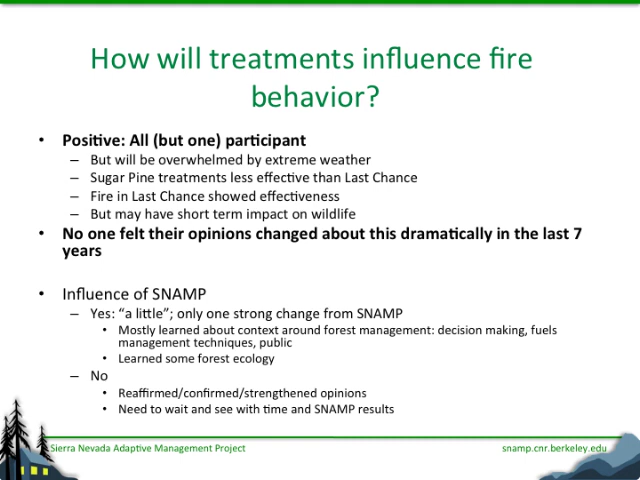 How will treatments influence fire
behavior?
• Positive: All (but one) participant
– But will be overwhelmed by extreme weather
– Sugar Pine treatments less effective than Last Chance
– Fire in Last Chance showed effectiveness
– But may have short term impact on wildlife
• No one felt their opinions changed about this dramatically in the last 7
years
• Influence of SNAMP
– Yes: “a little”; only one strong change from SNAMP
• Mostly learned about context around forest management: decision making, fuels
management techniques, public
• Learned some forest ecology
– No
• Reaffirmed/confirmed/strengthened opinions
• Need to wait and see with time and SNAMP results
Sierra Nevada Adaptive Management Project
snamp.cnr.berkeley.edu